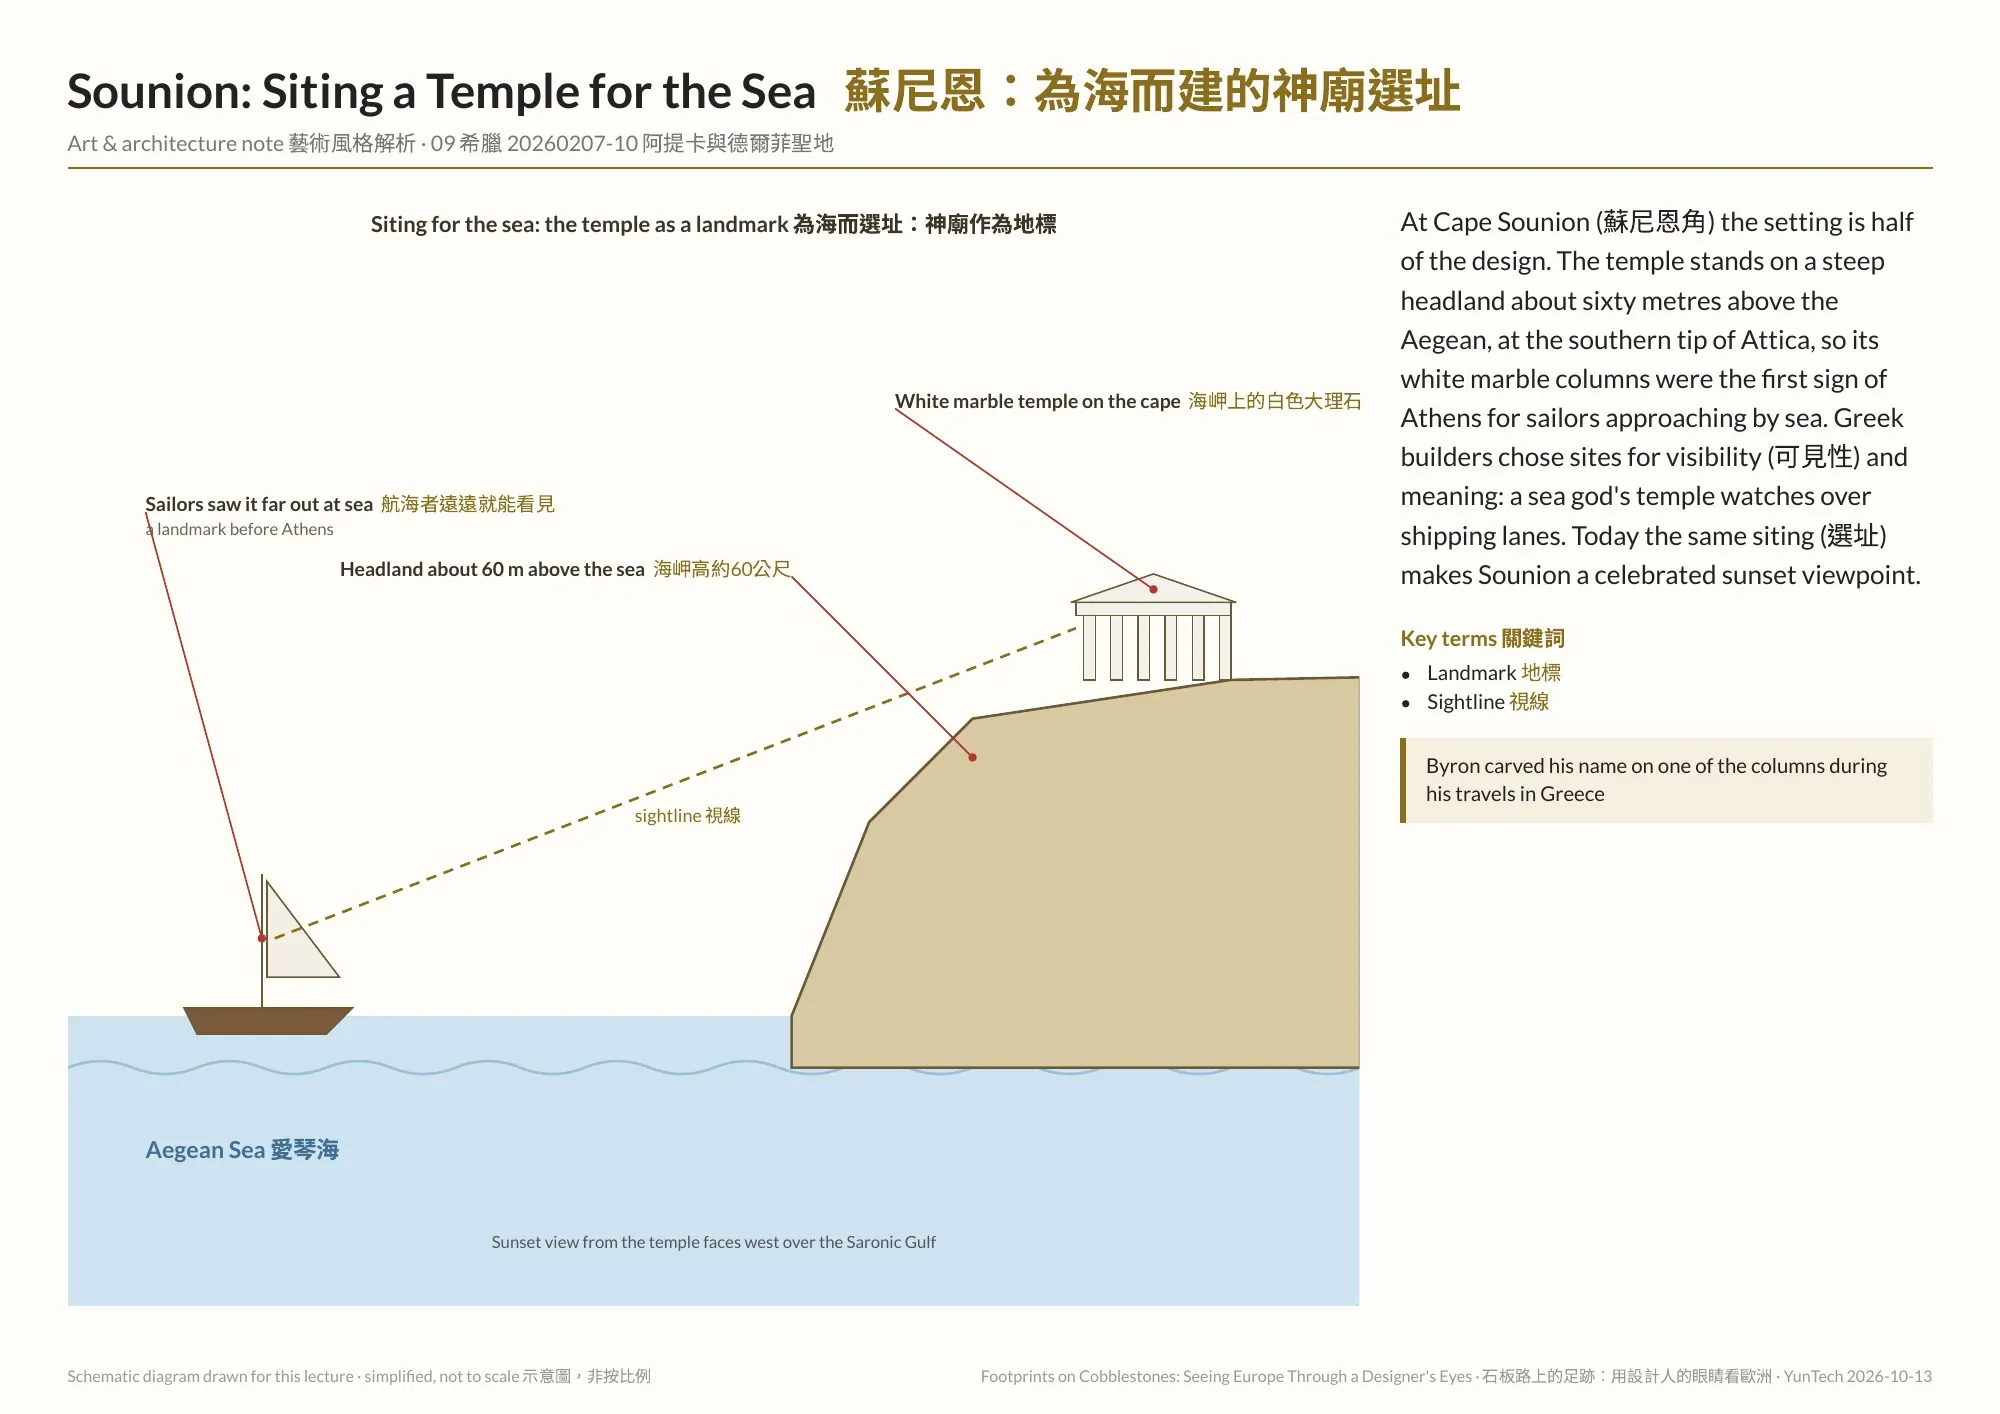 Sounion: Siting a Temple for the Sea 蘇尼恩：為海而建的神廟選址
Art & architecture note 藝術風格解析 · 09 希臘 20260207-10 阿提卡與德爾菲聖地
Siting for the sea: the temple as a landmark 為海而選址：神廟作為地標
White marble temple on the cape 海岬上的白色大理石
Sailors saw it far out at sea 航海者遠遠就能看見
a landmark before Athens
Headland about 60 m above the sea 海岬高約60公尺
sightline 視線
Aegean Sea 愛琴海
Sunset view from the temple faces west over the Saronic Gulf
At Cape Sounion (蘇尼恩角) the setting is half
of the design. The temple stands on a steep
headland about sixty metres above the
Aegean, at the southern tip of Attica, so its
white marble columns were the first sign of
Athens for sailors approaching by sea. Greek
builders chose sites for visibility (可見性) and
meaning: a sea god's temple watches over
shipping lanes. Today the same siting (選址)
makes Sounion a celebrated sunset viewpoint.
Key terms 關鍵詞
• Landmark 地標
• Sightline 視線
Byron carved his name on one of the columns during
his travels in Greece
Schematic diagram drawn for this lecture · simplified, not to scale 示意圖，非按比例
Footprints on Cobblestones: Seeing Europe Through a Designer's Eyes · 石板路上的足跡：用設計人的眼睛看歐洲 · YunTech 2026-10-13